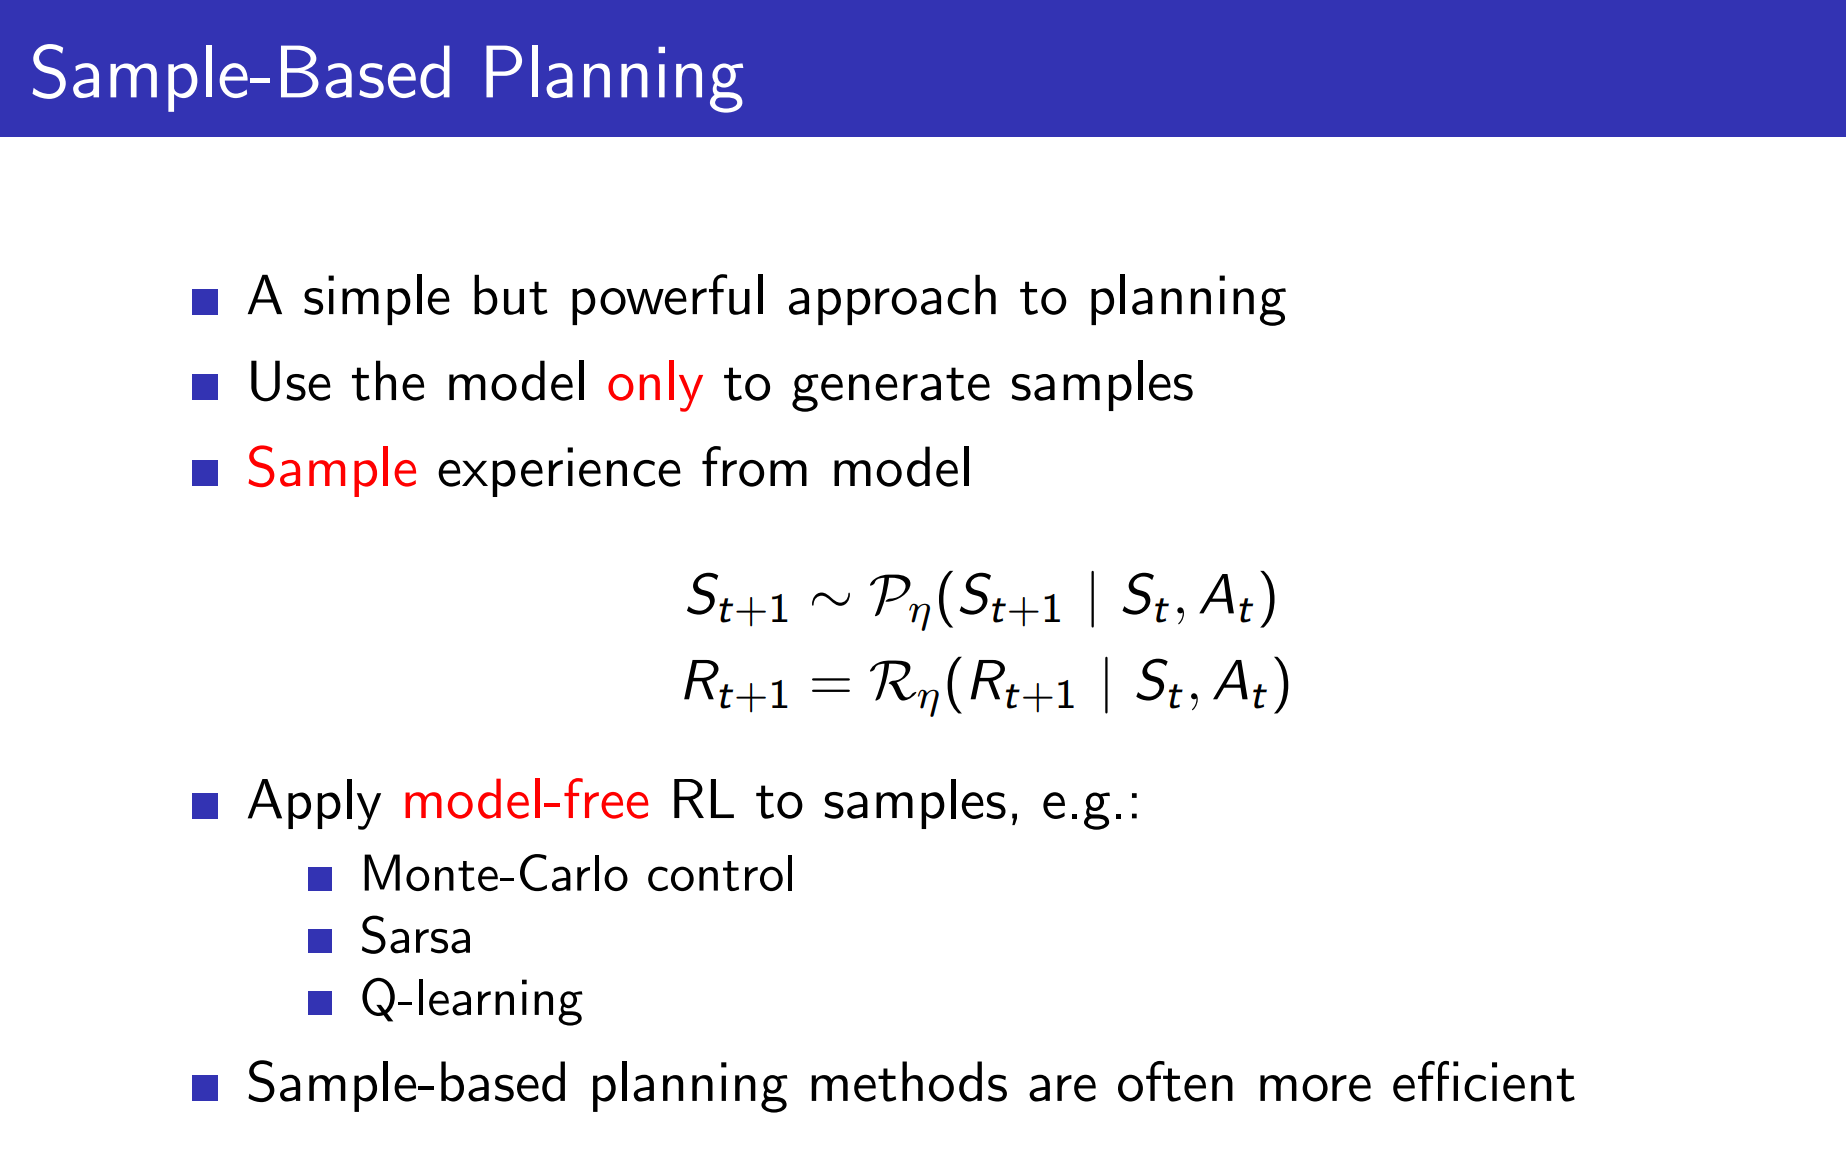 Sample-Based Planning
A simple but powerful approach to planning
Use the model only to generate samples
Sample experience from model
S_{t+1} ∼ 𝒫_η(S_{t+1} | S_t, A_t)
R_{t+1} = ℛ_η(R_{t+1} | S_t, A_t)
Apply model-free RL to samples, e.g.:
Monte-Carlo control
Sarsa
Q-learning
Sample-based planning methods are often more efficient